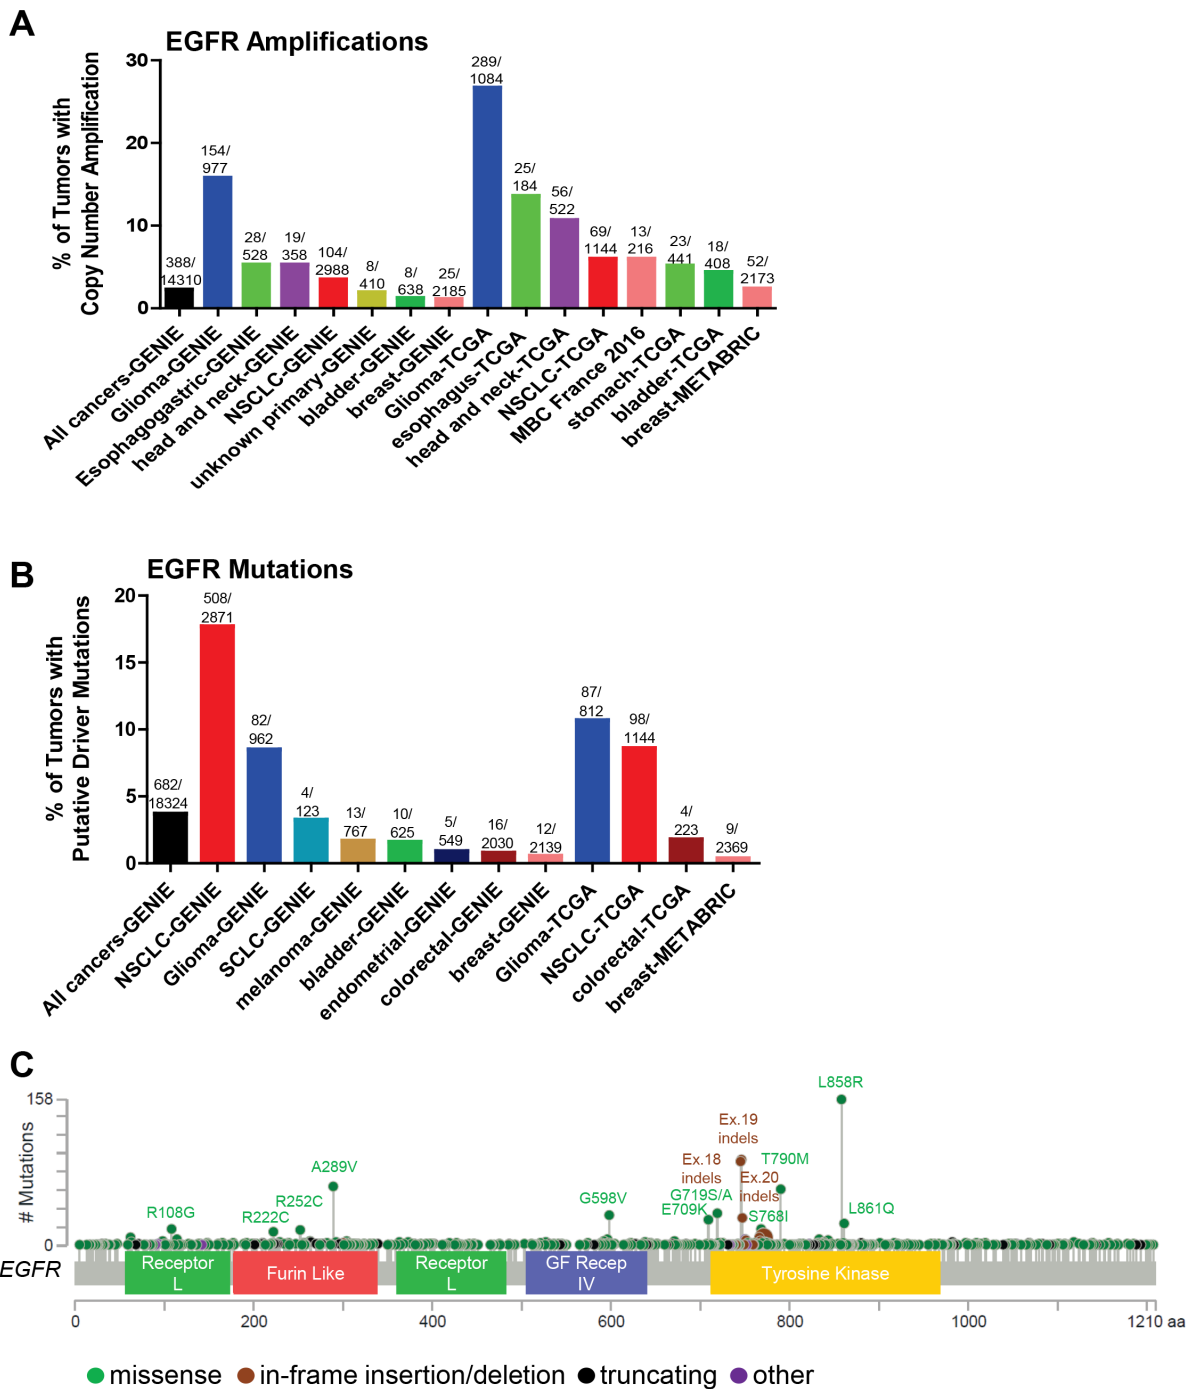 A
EGFR Amplifications
% of Tumors with
Copy Number Amplification
30
20
10
0
388/
14310
154/
977
28/
528
19/
358
104/
2988
8/
410
8/
638
25/
2185
289/
1084
25/
184
56/
522
69/
1144
13/
216
23/
441
18/
408
52/
2173
All cancers-GENIE
Glioma-GENIE
Esophagogastric-GENIE
head and neck-GENIE
NSCLC-GENIE
unknown primary-GENIE
bladder-GENIE
breast-GENIE
Glioma-TCGA
esophagus-TCGA
head and neck-TCGA
NSCLC-TCGA
MBC France 2016
stomach-TCGA
bladder-TCGA
breast-METABRIC
B
EGFR Mutations
% of Tumors with
Putative Driver Mutations
20
15
10
5
0
682/
18324
508/
2871
82/
962
4/
123
13/
767
10/
625
5/
549
16/
2030
12/
2139
87/
812
98/
1144
4/
223
9/
2369
All cancers-GENIE
NSCLC-GENIE
Glioma-GENIE
SCLC-GENIE
melanoma-GENIE
bladder-GENIE
endometrial-GENIE
colorectal-GENIE
breast-GENIE
Glioma-TCGA
NSCLC-TCGA
colorectal-TCGA
breast-METABRIC
C
# Mutations
158
0
R108G
R222C
R252C
A289V
G598V
E709K
G719S/A
Ex.18
indels
Ex.19
indels
Ex.20
indels
T790M
S768I
L858R
L861Q
EGFR
Receptor
L
Furin Like
Receptor
L
GF Recep
IV
Tyrosine Kinase
0
200
400
600
800
1000
1210 aa
missense
in-frame insertion/deletion
truncating
other